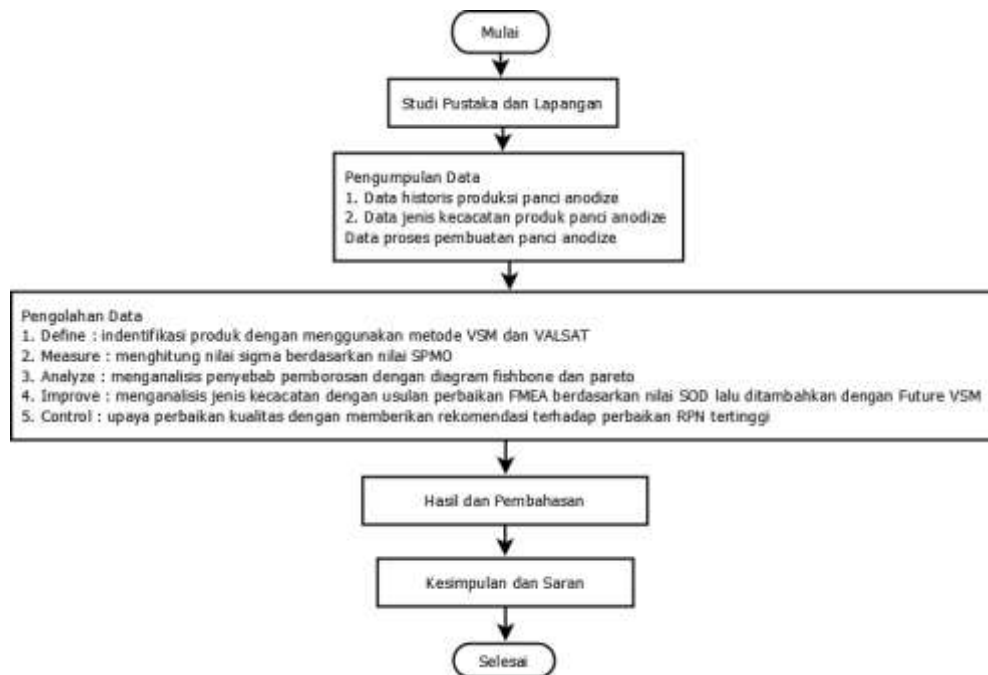 Mulai
Studi Pustaka dan Lapangan
Pengumpulan Data
1. Data historis produksi panci anodize
2. Data jenis kecacatan produk panci anodize
Data proses pembuatan panci anodize
Pengolahan Data
1. Define : indentifikasi produk dengan menggunakan metode VSM dan VALSAT
2. Measure : menghitung nilai sigma berdasarkan nilai SPMO
3. Analyze : menganalisis penyebab pemborosan dengan diagram fishbone dan pareto
4. Improve : menganalisis jenis kecacatan dengan usulan perbaikan FMEA berdasarkan nilai SOD lalu ditambahkan dengan Future VSM
5. Control : upaya perbaikan kualitas dengan memberikan rekomendasi terhadap perbaikan RPN tertinggi
Hasil dan Pembahasan
Kesimpulan dan Saran
Selesai